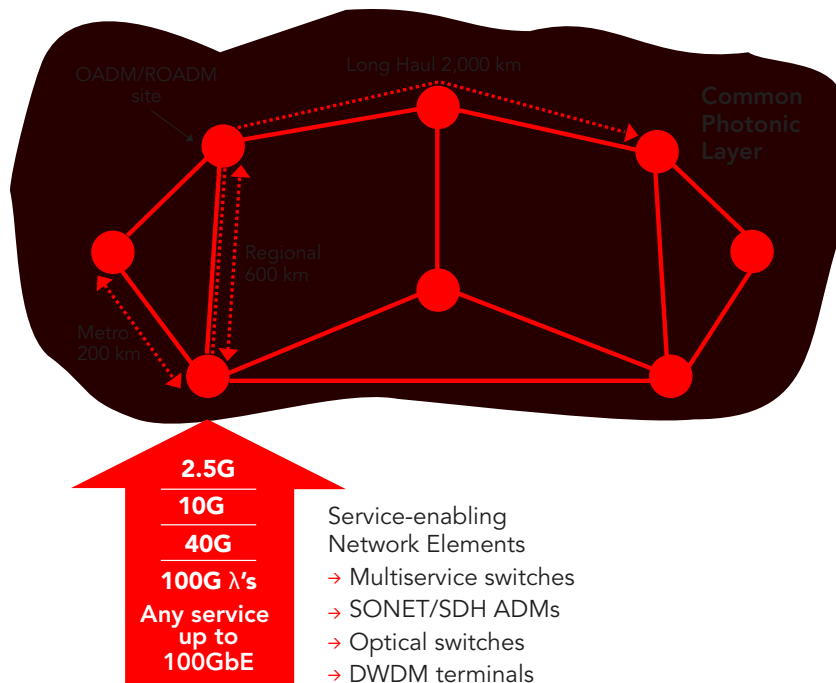 Long Haul 2,000 km
OADM/ROADM
site
Common
Photonic
Layer
Regional
600 km
Metro
200 km
2.5G
10G
40G
100G λ's
Any service
up to
100GbE
Service-enabling
Network Elements
→ Multiservice switches
→ SONET/SDH ADMs
→ Optical switches
→ DWDM terminals